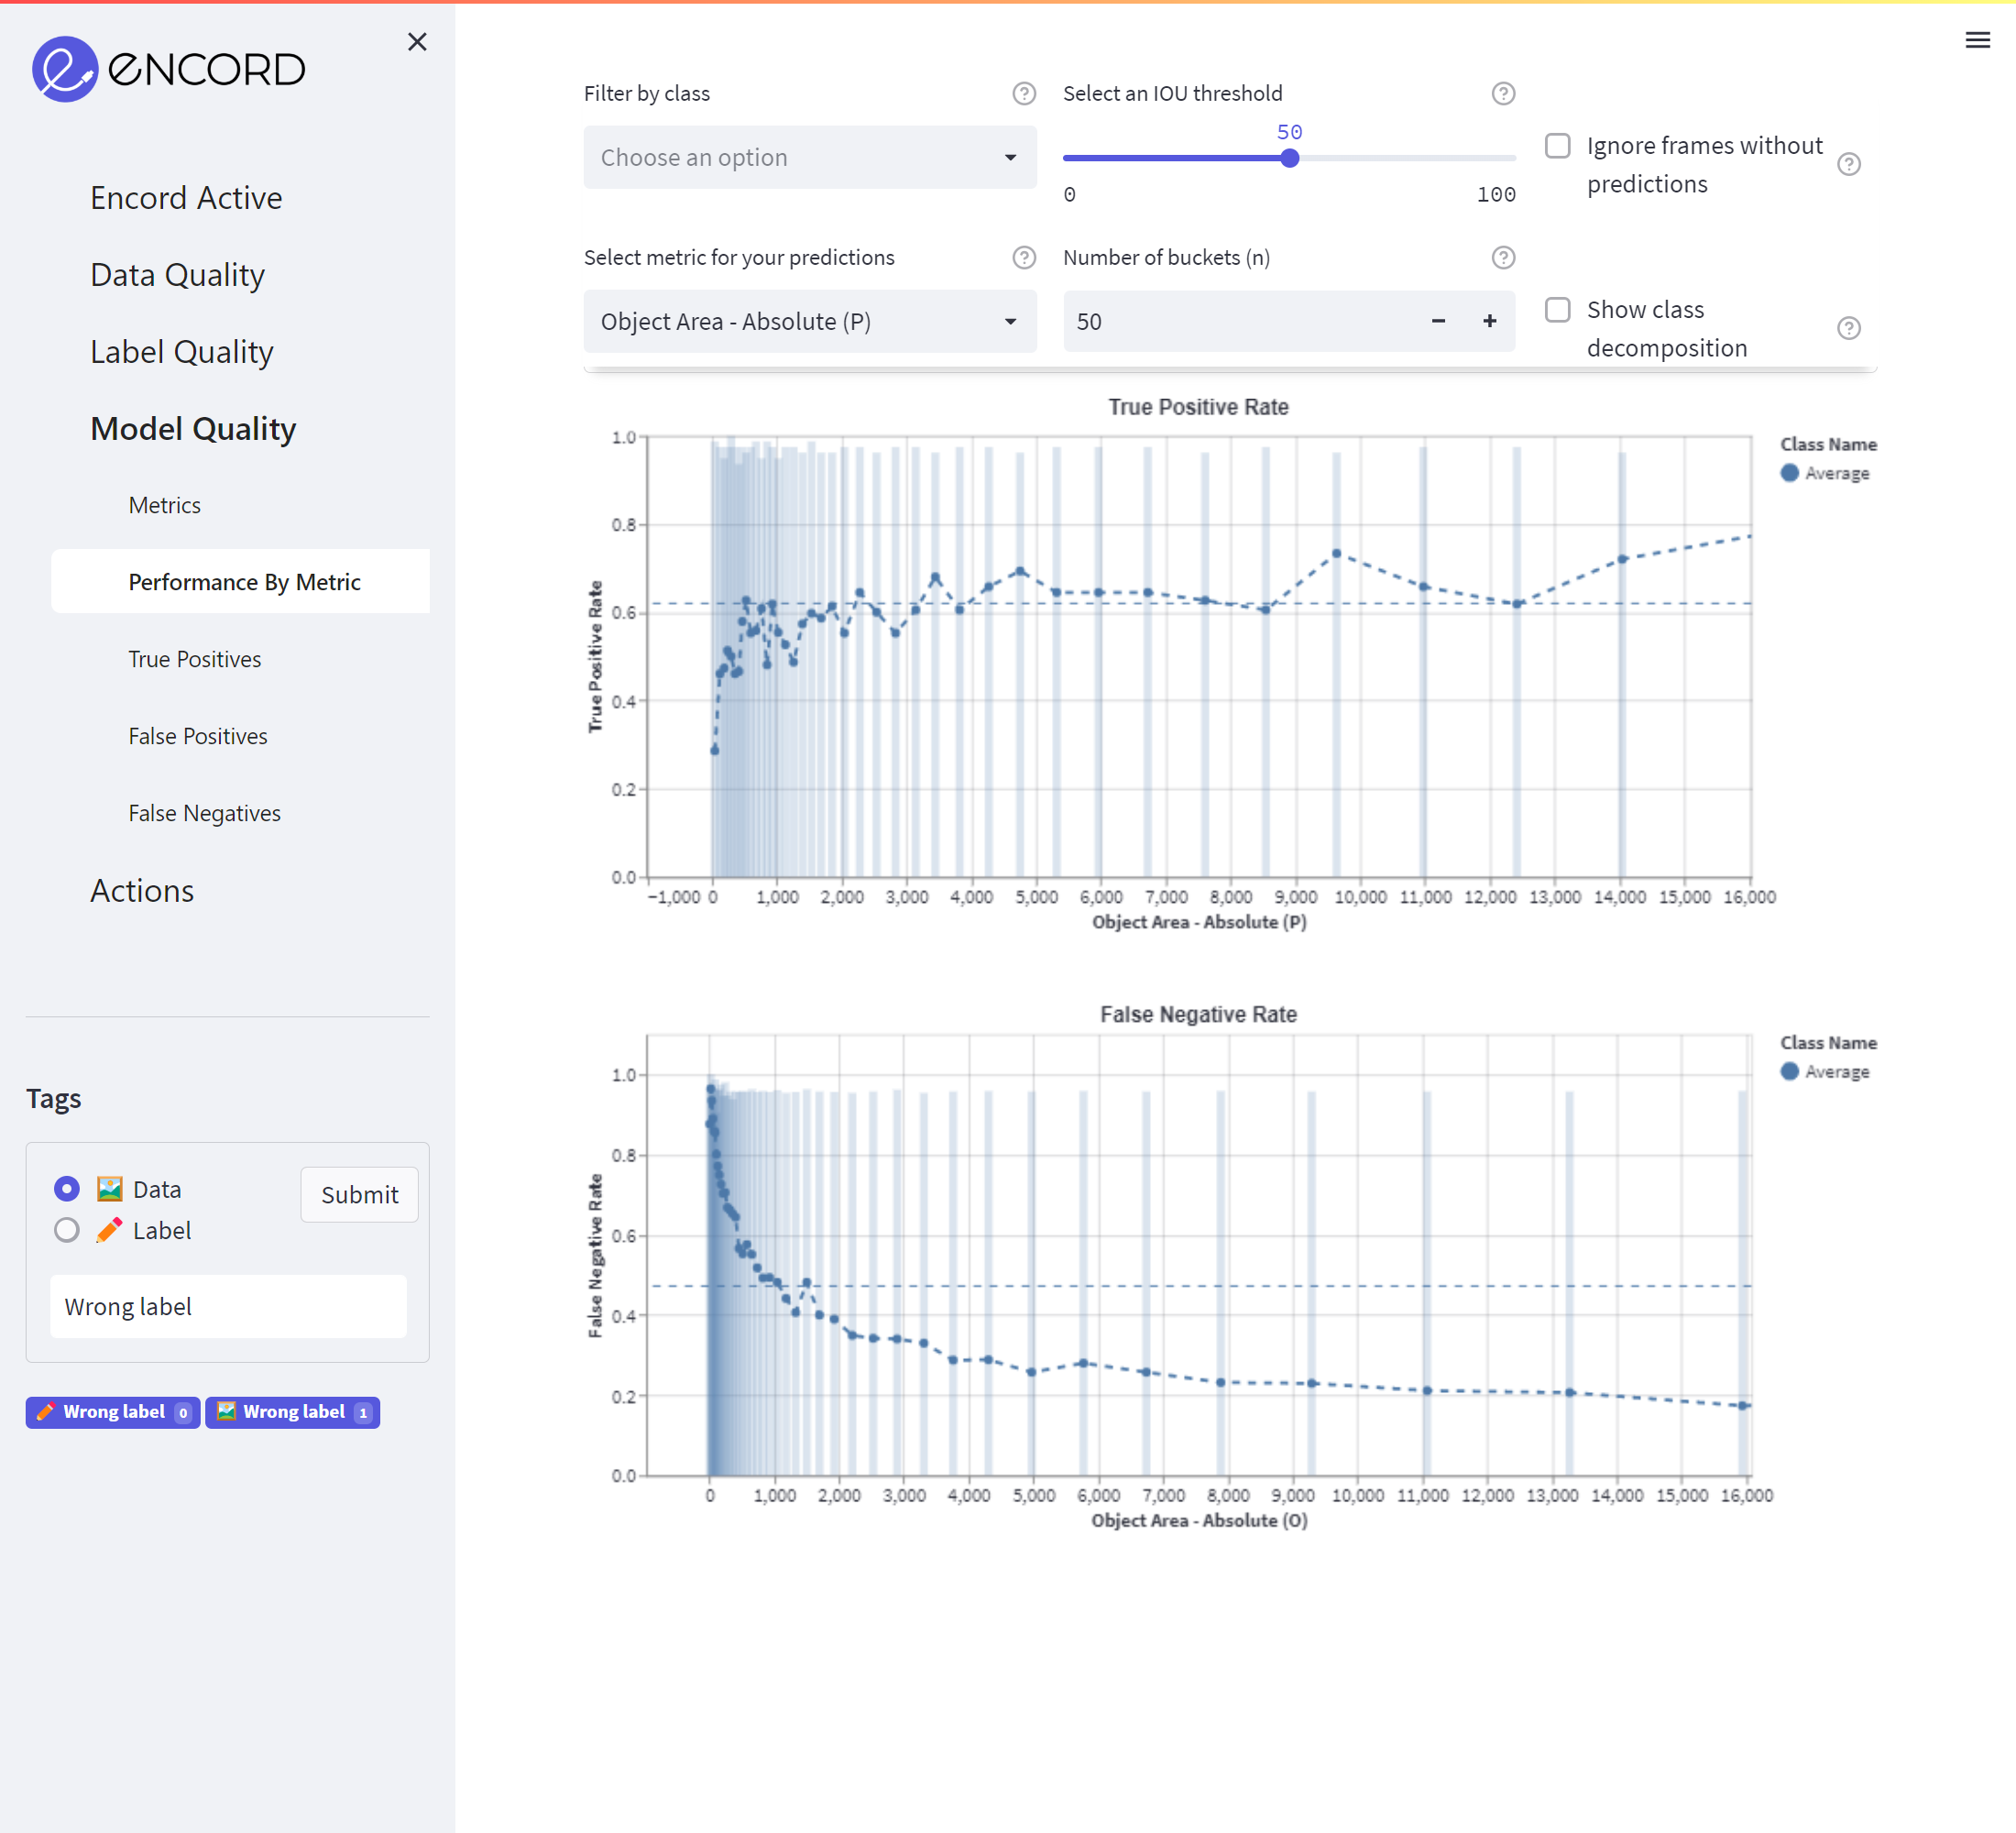 eNCORD
Encord Active
Data Quality
Label Quality
Model Quality
Metrics
Performance By Metric
True Positives
False Positives
False Negatives
Actions
Tags
Data
Submit
Label
Wrong label
Wrong label 0
Wrong label 1
Filter by class
Choose an option
Select an IOU threshold
50
0 100
Ignore frames without
predictions
Select metric for your predictions
Object Area - Absolute (P)
Number of buckets (n)
50
Show class
decomposition
True Positive Rate
1.0
0.8
0.6
0.4
0.2
0.0
True Positive Rate
−1,000 0 1,000 2,000 3,000 4,000 5,000 6,000 7,000 8,000 9,000 10,000 11,000 12,000 13,000 14,000 15,000 16,000
Object Area - Absolute (P)
Class Name
Average
False Negative Rate
1.0
0.8
0.6
0.4
0.2
0.0
False Negative Rate
0 1,000 2,000 3,000 4,000 5,000 6,000 7,000 8,000 9,000 10,000 11,000 12,000 13,000 14,000 15,000 16,000
Object Area - Absolute (O)
Class Name
Average